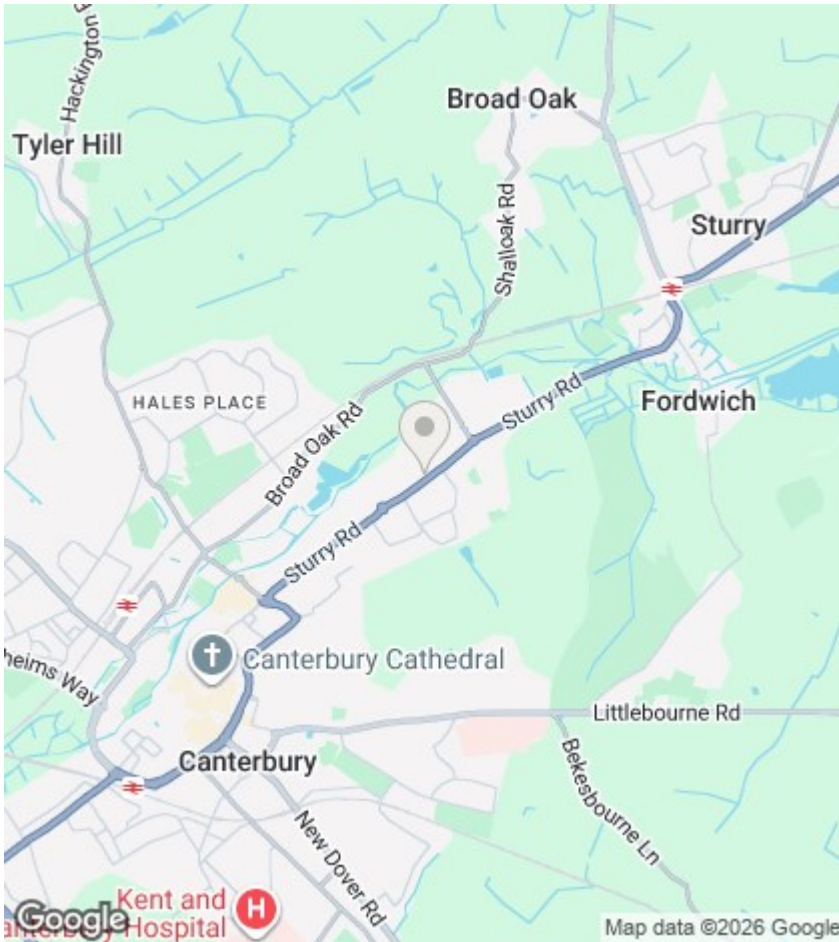 Hackington
Broad Oak
Tyler Hill
Shalloak Rd
Sturry
HALES PLACE
Broad Oak Rd
Sturry Rd
Fordwich
Sturry Rd
heims Way
Canterbury Cathedral
Littlebourne Rd
Canterbury
Bekesbourne Ln
New Dover Rd
Kent and
anterbury Hospital
H
Google
Map data ©2026 Google